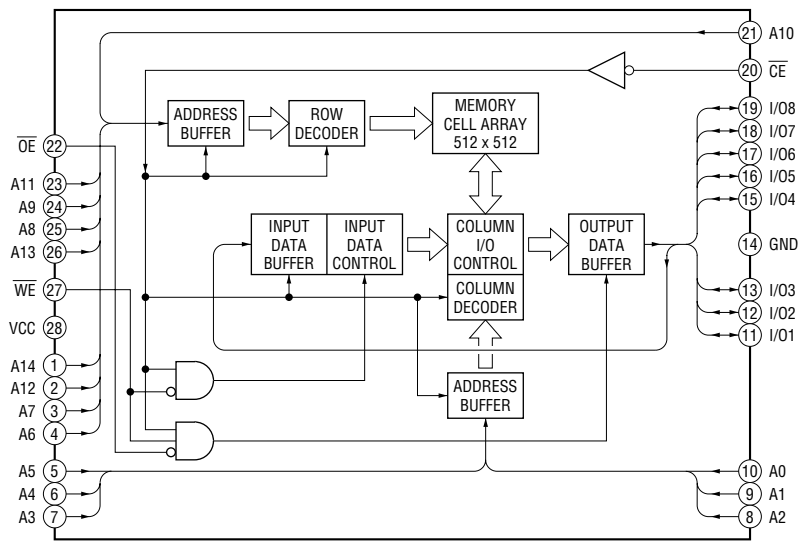 21 A10
20 CE
19 I/O8
18 I/O7
17 I/O6
16 I/O5
15 I/O4
14 GND
13 I/O3
12 I/O2
11 I/O1
10 A0
9 A1
8 A2
OE 22
A11 23
A9 24
A8 25
A13 26
WE 27
VCC 28
A14 1
A12 2
A7 3
A6 4
A5 5
A4 6
A3 7
ADDRESS
BUFFER
ROW
DECODER
MEMORY
CELL ARRAY
512 x 512
INPUT
DATA
BUFFER
INPUT
DATA
CONTROL
COLUMN
I/O
CONTROL
COLUMN
DECODER
OUTPUT
DATA
BUFFER
ADDRESS
BUFFER